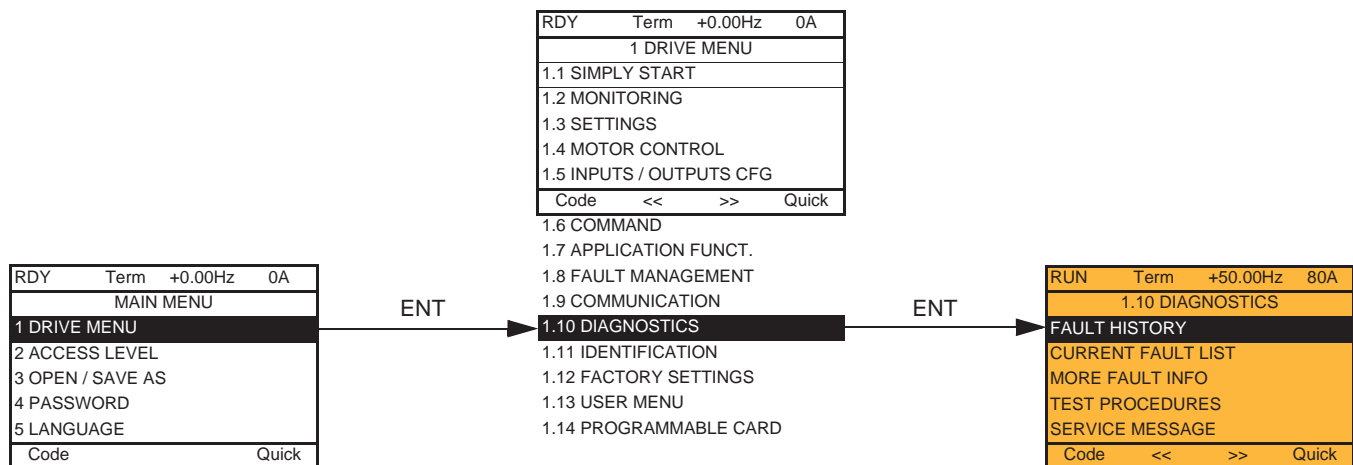 RDY Term +0.00Hz 0A
1 DRIVE MENU
1.1 SIMPLY START
1.2 MONITORING
1.3 SETTINGS
1.4 MOTOR CONTROL
1.5 INPUTS / OUTPUTS CFG
Code << >> Quick
1.6 COMMAND
1.7 APPLICATION FUNCT.
1.8 FAULT MANAGEMENT
1.9 COMMUNICATION
1.10 DIAGNOSTICS
1.11 IDENTIFICATION
1.12 FACTORY SETTINGS
1.13 USER MENU
1.14 PROGRAMMABLE CARD
RDY Term +0.00Hz 0A
MAIN MENU
1 DRIVE MENU
2 ACCESS LEVEL
3 OPEN / SAVE AS
4 PASSWORD
5 LANGUAGE
Code Quick
ENT
ENT
RUN Term +50.00Hz 80A
1.10 DIAGNOSTICS
FAULT HISTORY
CURRENT FAULT LIST
MORE FAULT INFO
TEST PROCEDURES
SERVICE MESSAGE
Code << >> Quick